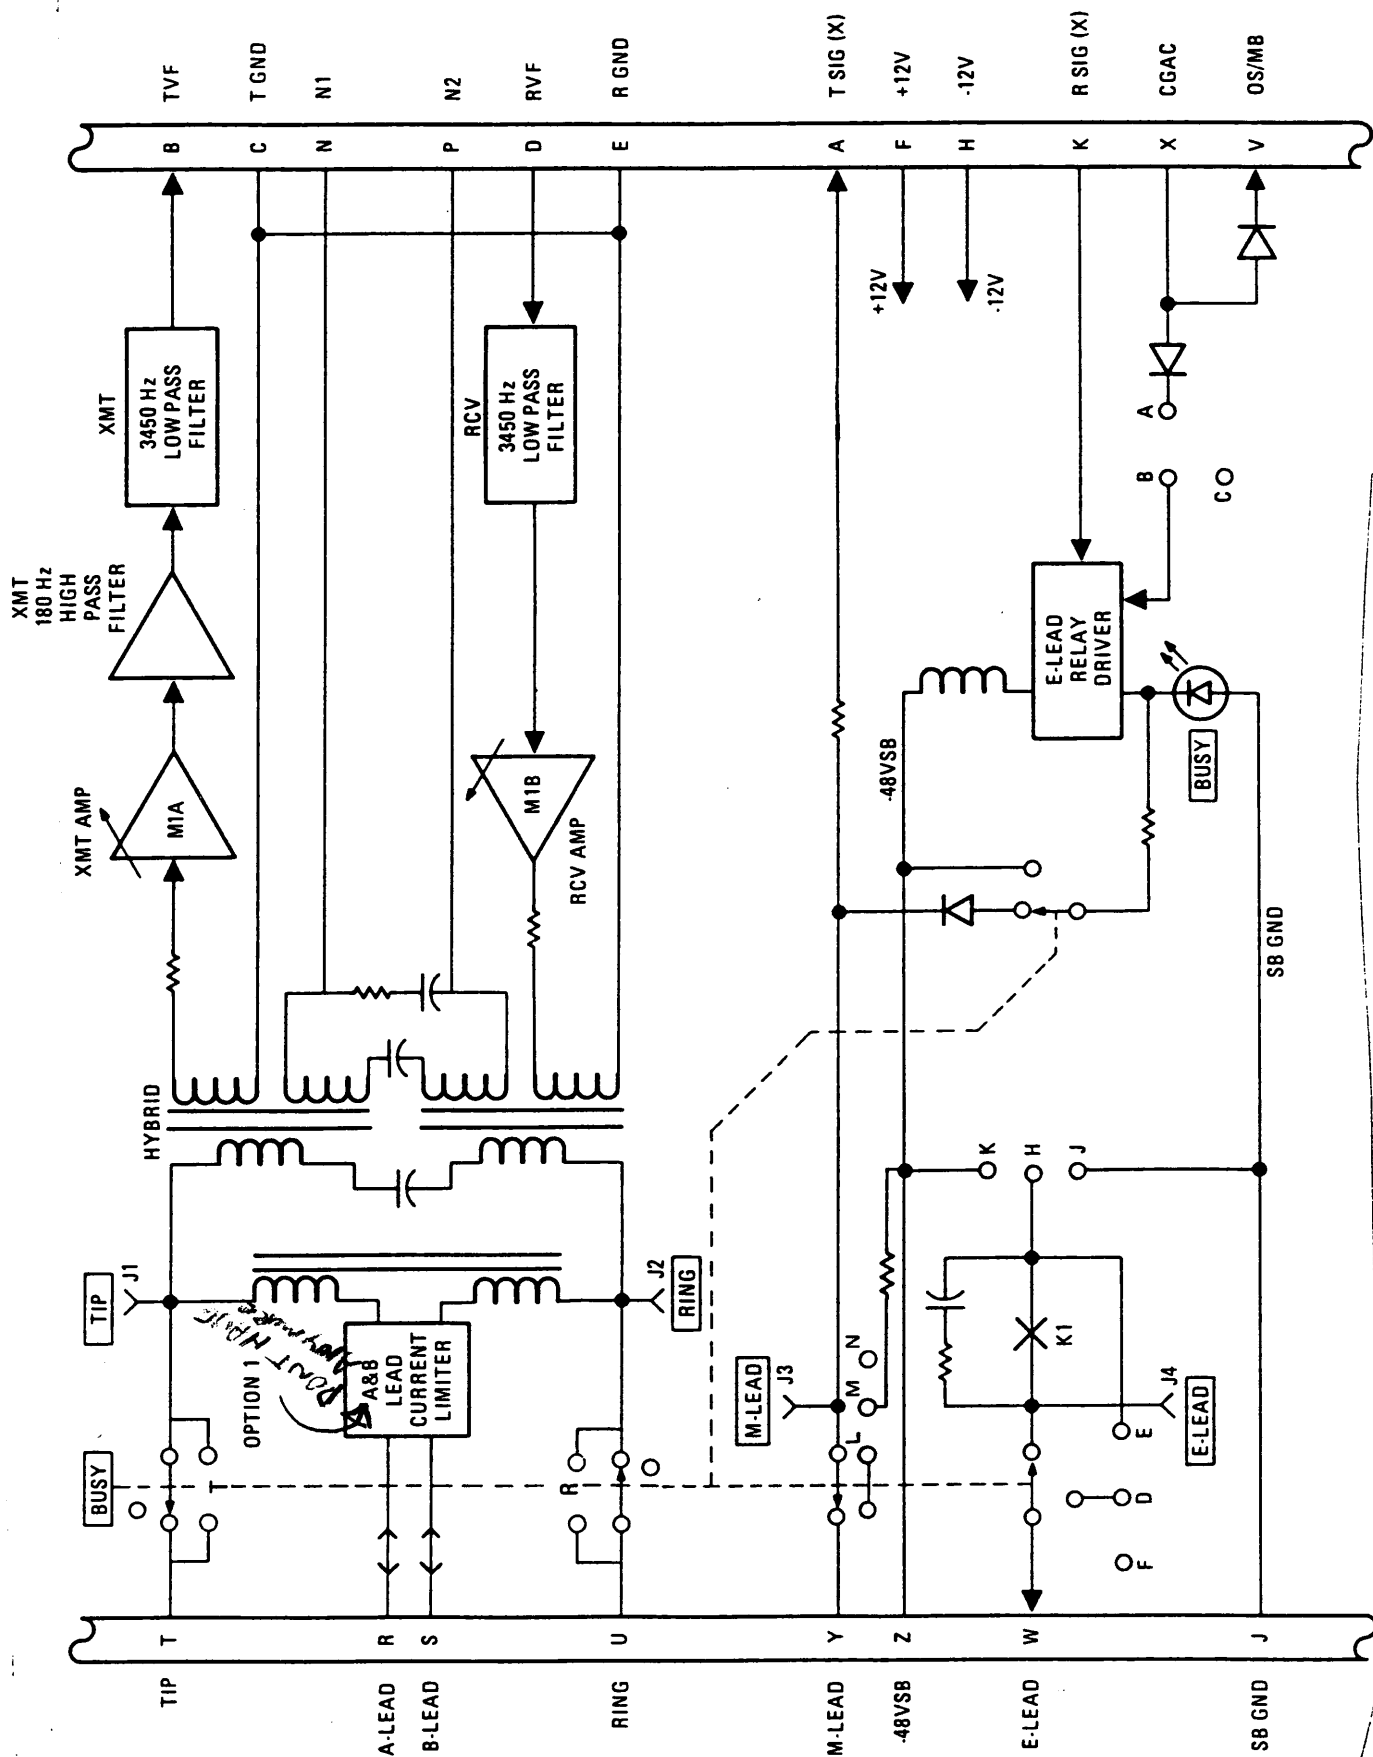 TIP
A-LEAD
B-LEAD
RING
M-LEAD
-48VSB
E-LEAD
SB GND
T
R
S
U
Y
Z
W
J
BUSY
T
R
TIP
J1
OPTION 1
DONT HAVE
Anymore
A&B
LEAD
CURRENT
LIMITER
J2
RING
HYBRID
XMT AMP
M1A
XMT
180 Hz
HIGH
PASS
FILTER
XMT
3450 Hz
LOW PASS
FILTER
RCV
3450 Hz
LOW PASS
FILTER
M1B
RCV AMP
M-LEAD
J3
L
M
N
F
D
E
K1
J4
E-LEAD
K
H
J
-48VSB
SB GND
E-LEAD
RELAY
DRIVER
BUSY
B
A
C
+12V
-12V
B
C
N
P
D
E
A
F
H
K
X
V
TVF
T GND
N1
N2
RVF
R GND
T SIG (X)
+12V
-12V
R SIG (X)
CGAC
OS/MB